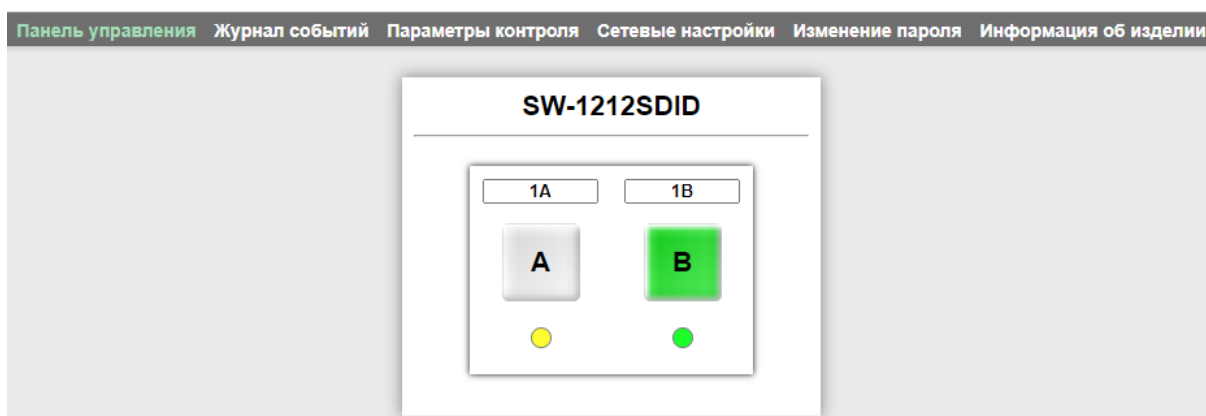 Панель управления Журнал событий Параметры контроля Сетевые настройки Изменение пароля Информация об изделии
SW-1212SDID
1A 1B
A B